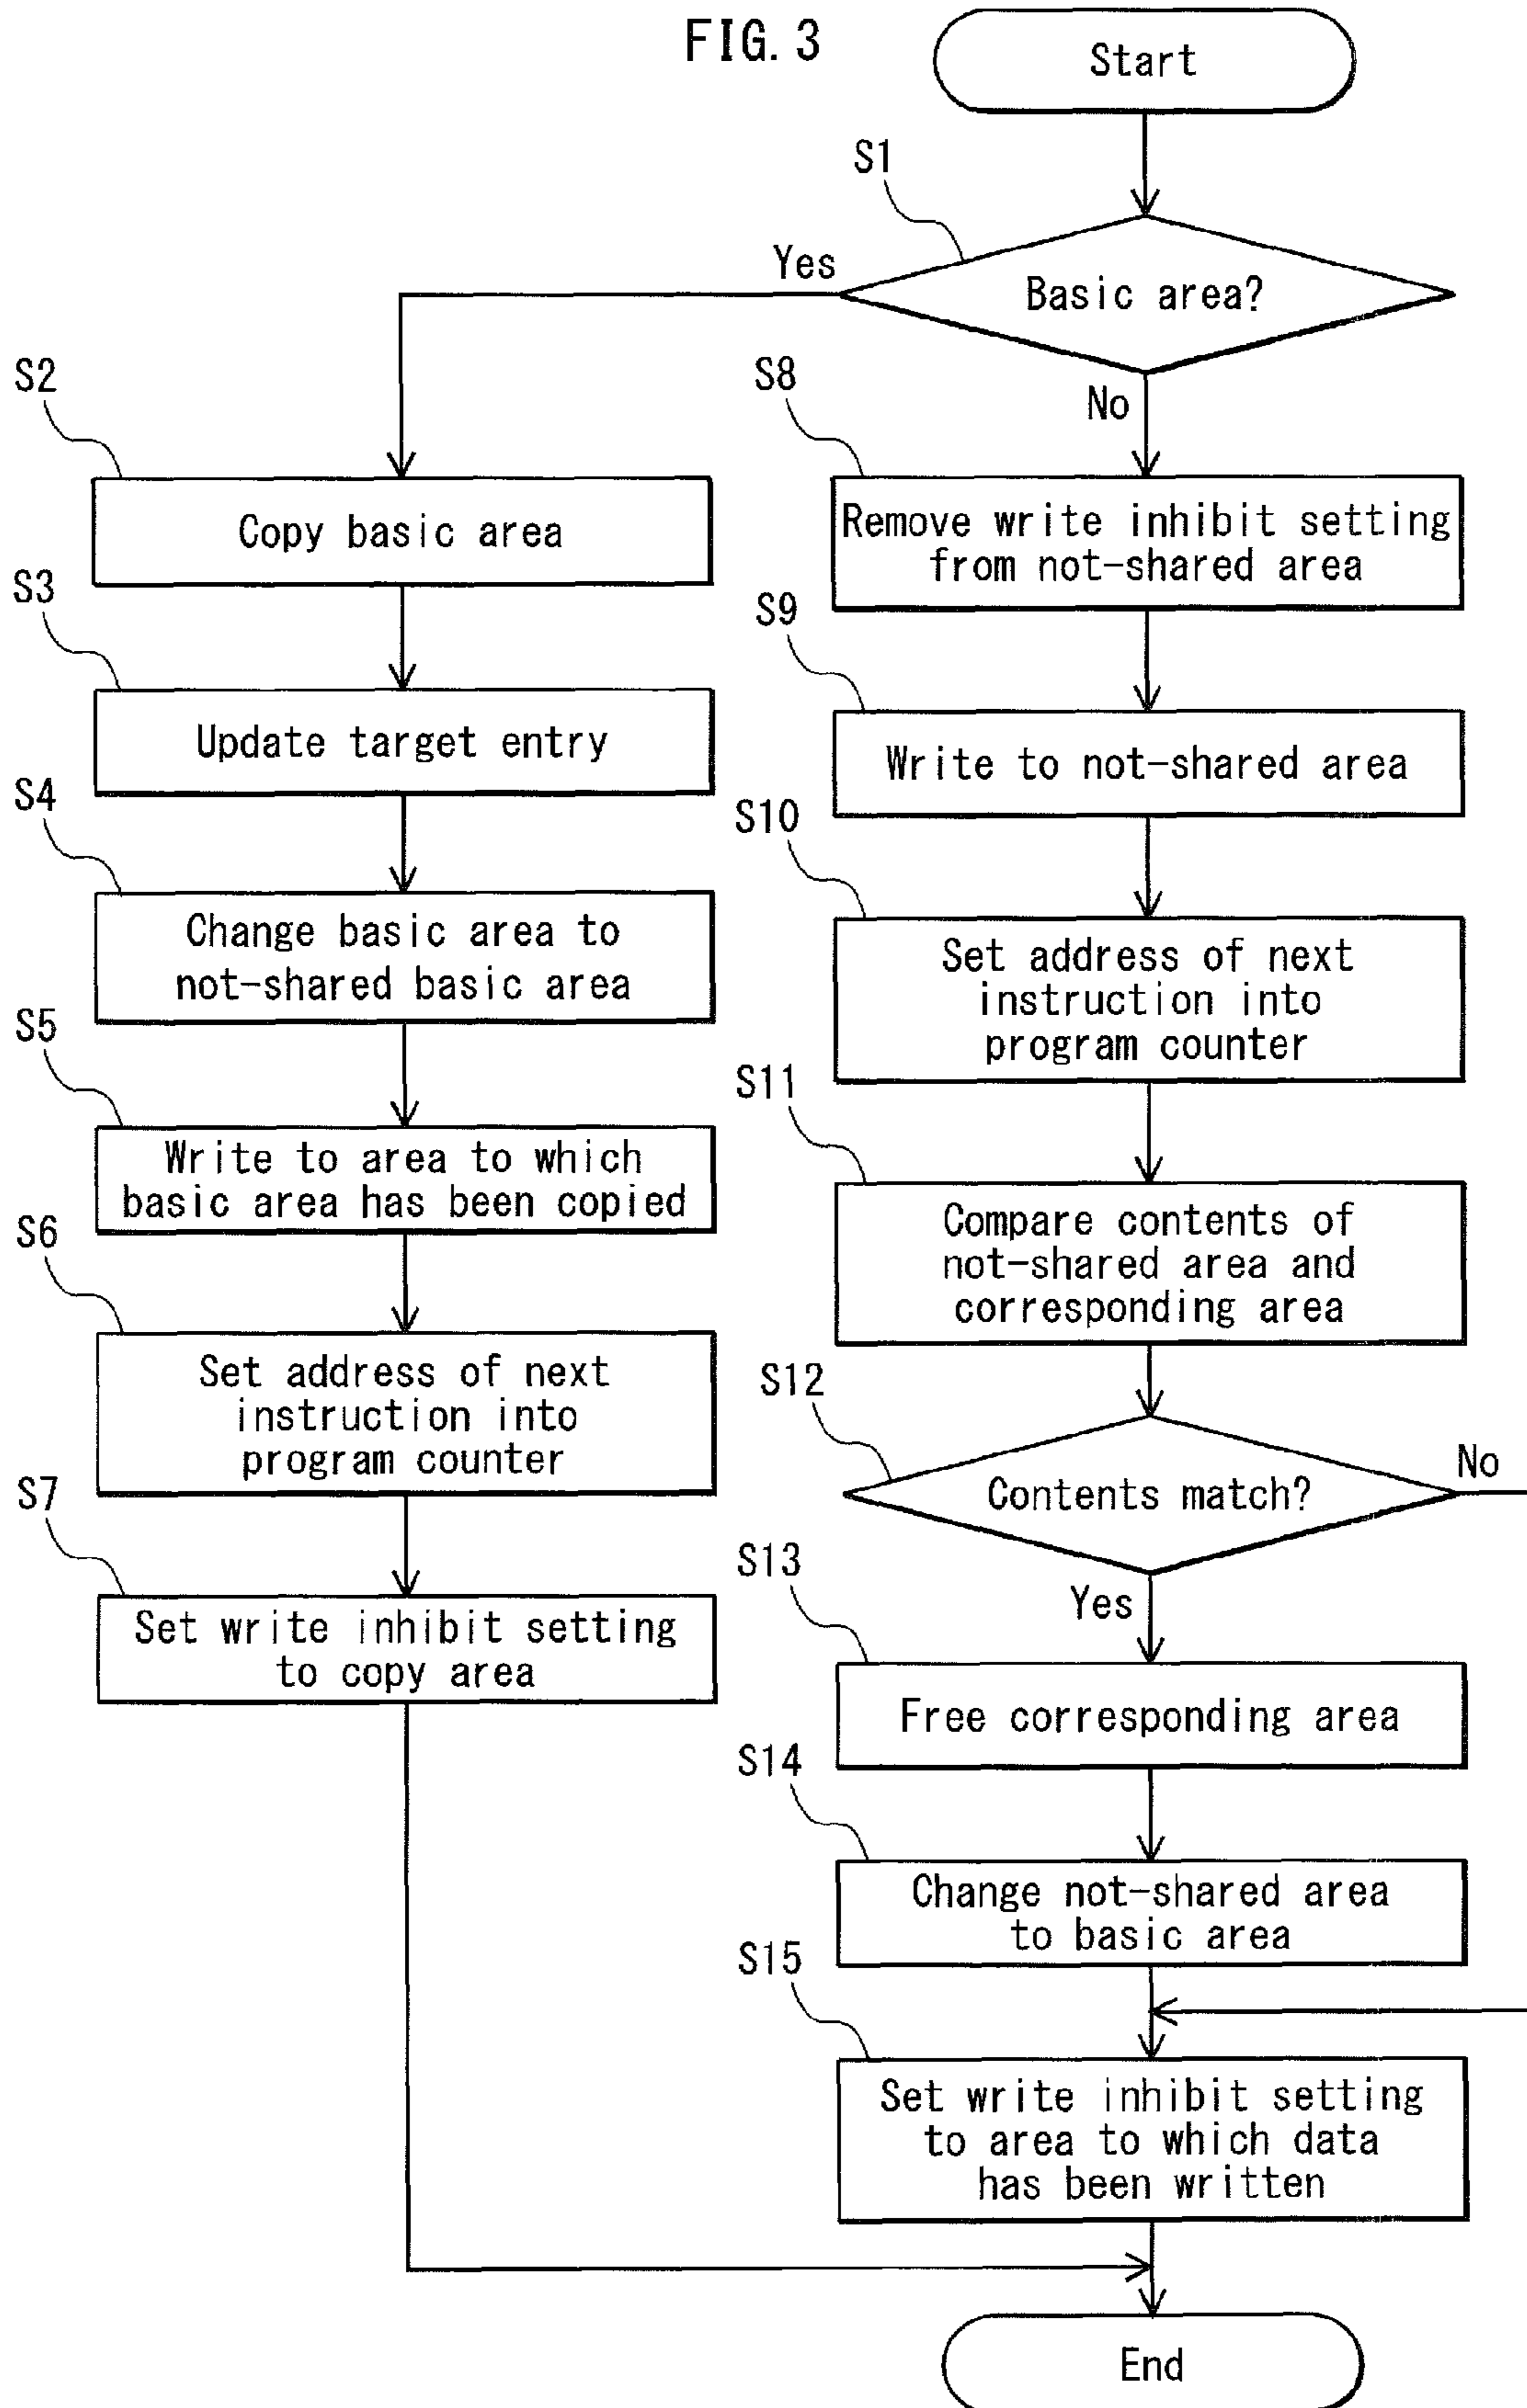 FIG. 3
Start
S1
Yes
Basic area?
No
S2
Copy basic area
S3
Update target entry
S4
Change basic area to
not-shared basic area
S5
Write to area to which
basic area has been copied
S6
Set address of next
instruction into
program counter
S7
Set write inhibit setting
to copy area
S8
Remove write inhibit setting
from not-shared area
S9
Write to not-shared area
S10
Set address of next
instruction into
program counter
S11
Compare contents of
not-shared area and
corresponding area
S12
Contents match?
No
Yes
S13
Free corresponding area
S14
Change not-shared area
to basic area
S15
Set write inhibit setting
to area to which data
has been written
End